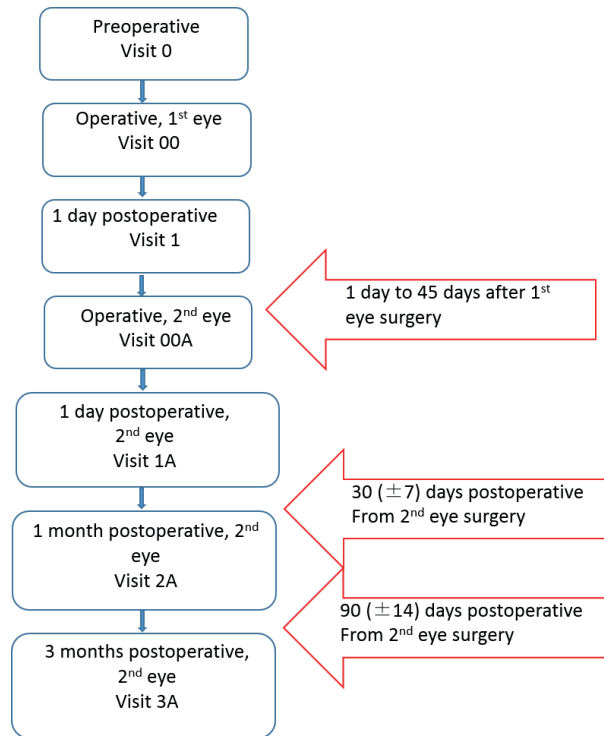 Preoperative
Visit 0
Operative, 1st eye
Visit 00
1 day postoperative
Visit 1
Operative, 2nd eye
Visit 00A
1 day to 45 days after 1st
eye surgery
1 day postoperative,
2nd eye
Visit 1A
30 (±7) days postoperative
From 2nd eye surgery
1 month postoperative, 2nd
eye
Visit 2A
90 (±14) days postoperative
From 2nd eye surgery
3 months postoperative,
2nd eye
Visit 3A